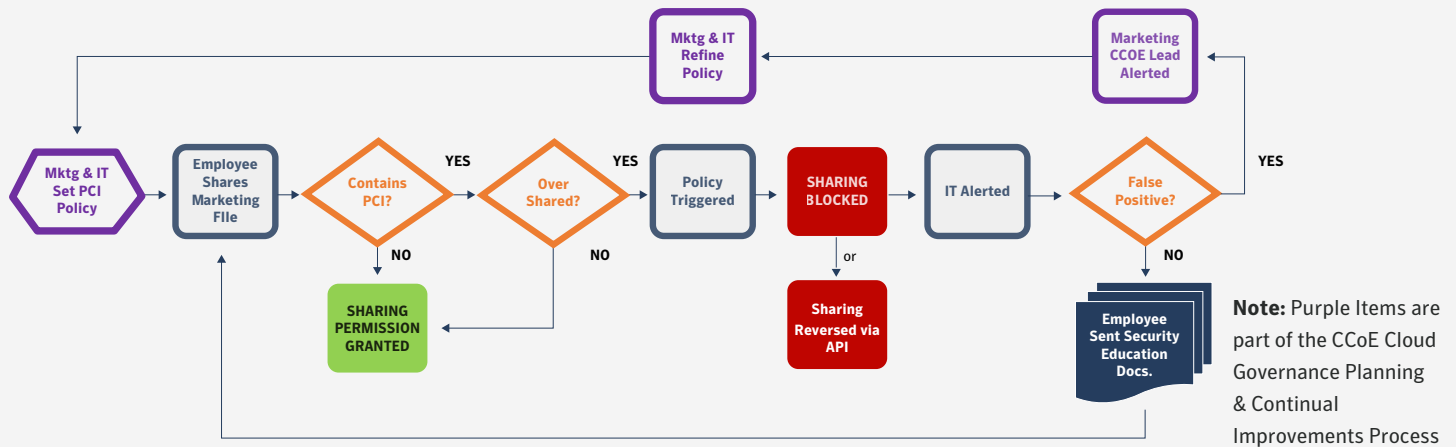 Mktg & IT
Refine
Policy
Marketing
CCOE Lead
Alerted
Mktg & IT
Set PCI
Policy
Employee
Shares
Marketing
FIle
Contains
PCI?
YES
NO
SHARING
PERMISSION
GRANTED
Over
Shared?
YES
NO
Policy
Triggered
SHARING
BLOCKED
or
Sharing
Reversed via
API
IT Alerted
False
Positive?
YES
NO
Employee
Sent Security
Education
Docs.
Note: Purple Items are
part of the CCoE Cloud
Governance Planning
& Continual
Improvements Process